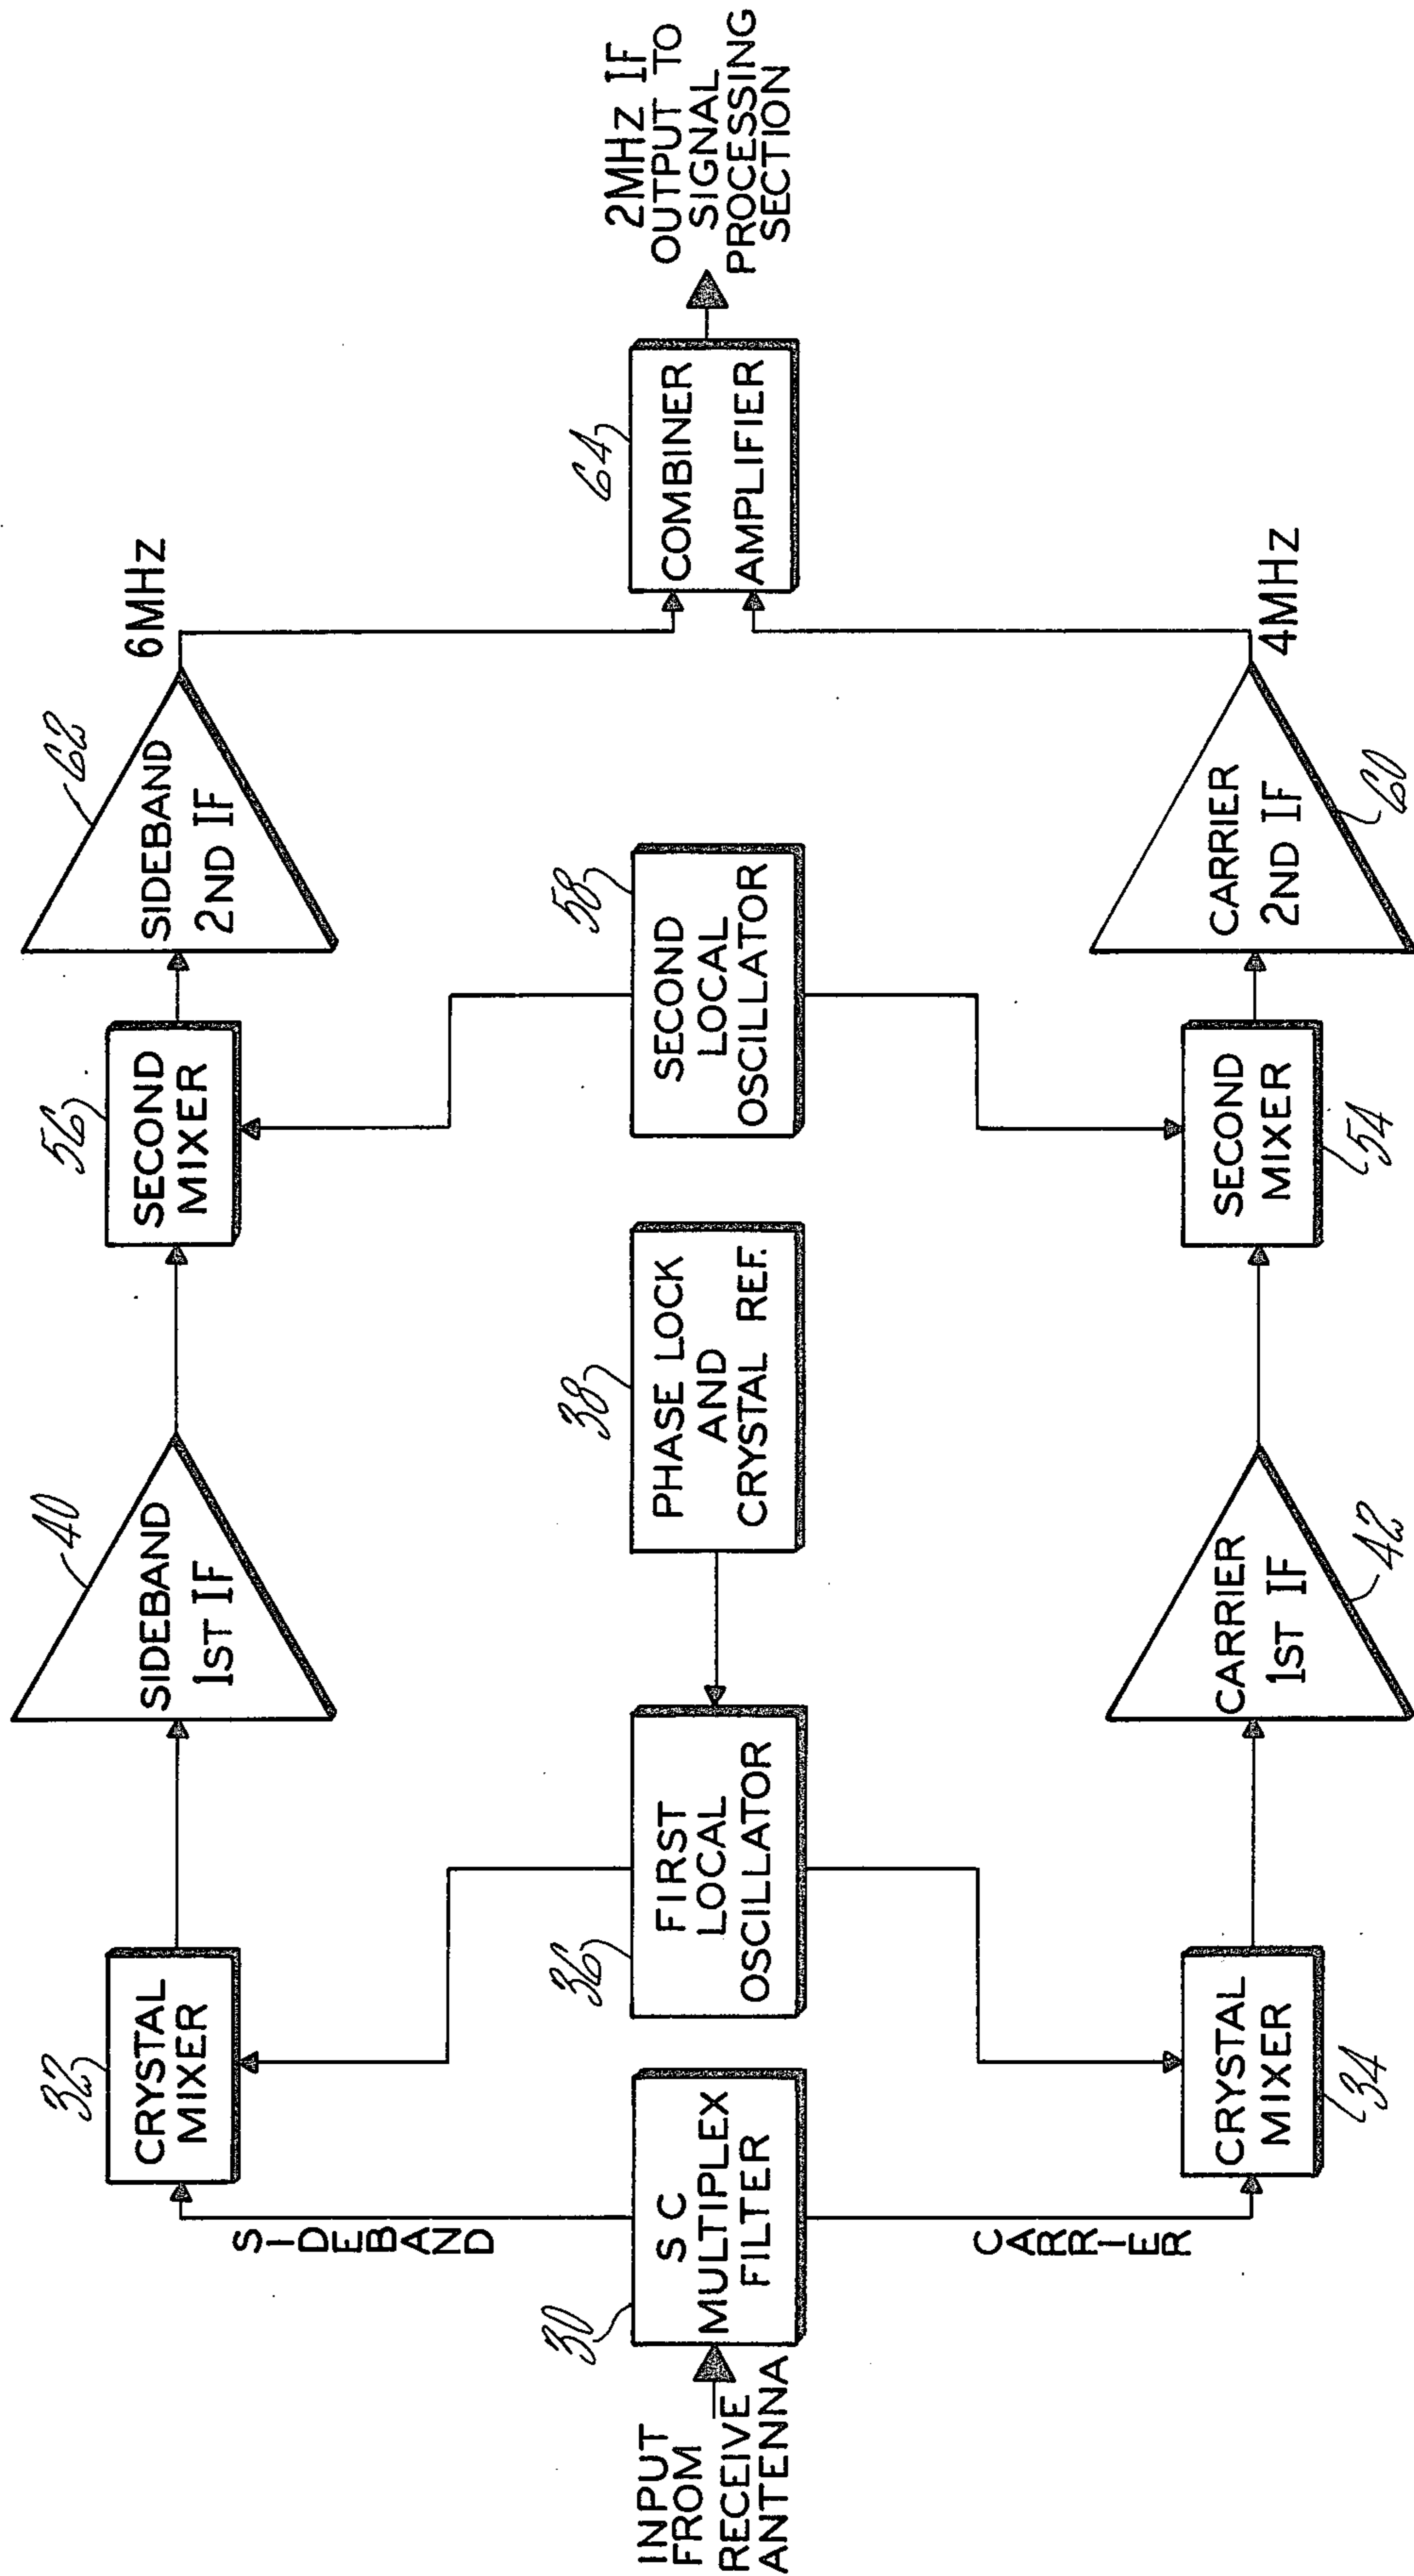 INPUT
FROM
RECEIVE
ANTENNA
30
S C
MULTIPLEX
FILTER
SIDEBAND
CARRIER
32
CRYSTAL
MIXER
36
FIRST
LOCAL
OSCILLATOR
CRYSTAL
MIXER
34
40
SIDEBAND
1ST IF
38
PHASE LOCK
AND
CRYSTAL REF.
CARRIER
1ST IF
42
56
SECOND
MIXER
58
SECOND
LOCAL
OSCILLATOR
SECOND
MIXER
54
62
SIDEBAND
2ND IF
6MHz
CARRIER
2ND IF
60
4MHz
64
COMBINER
AMPLIFIER
2MHz IF
OUTPUT TO
SIGNAL
PROCESSING
SECTION